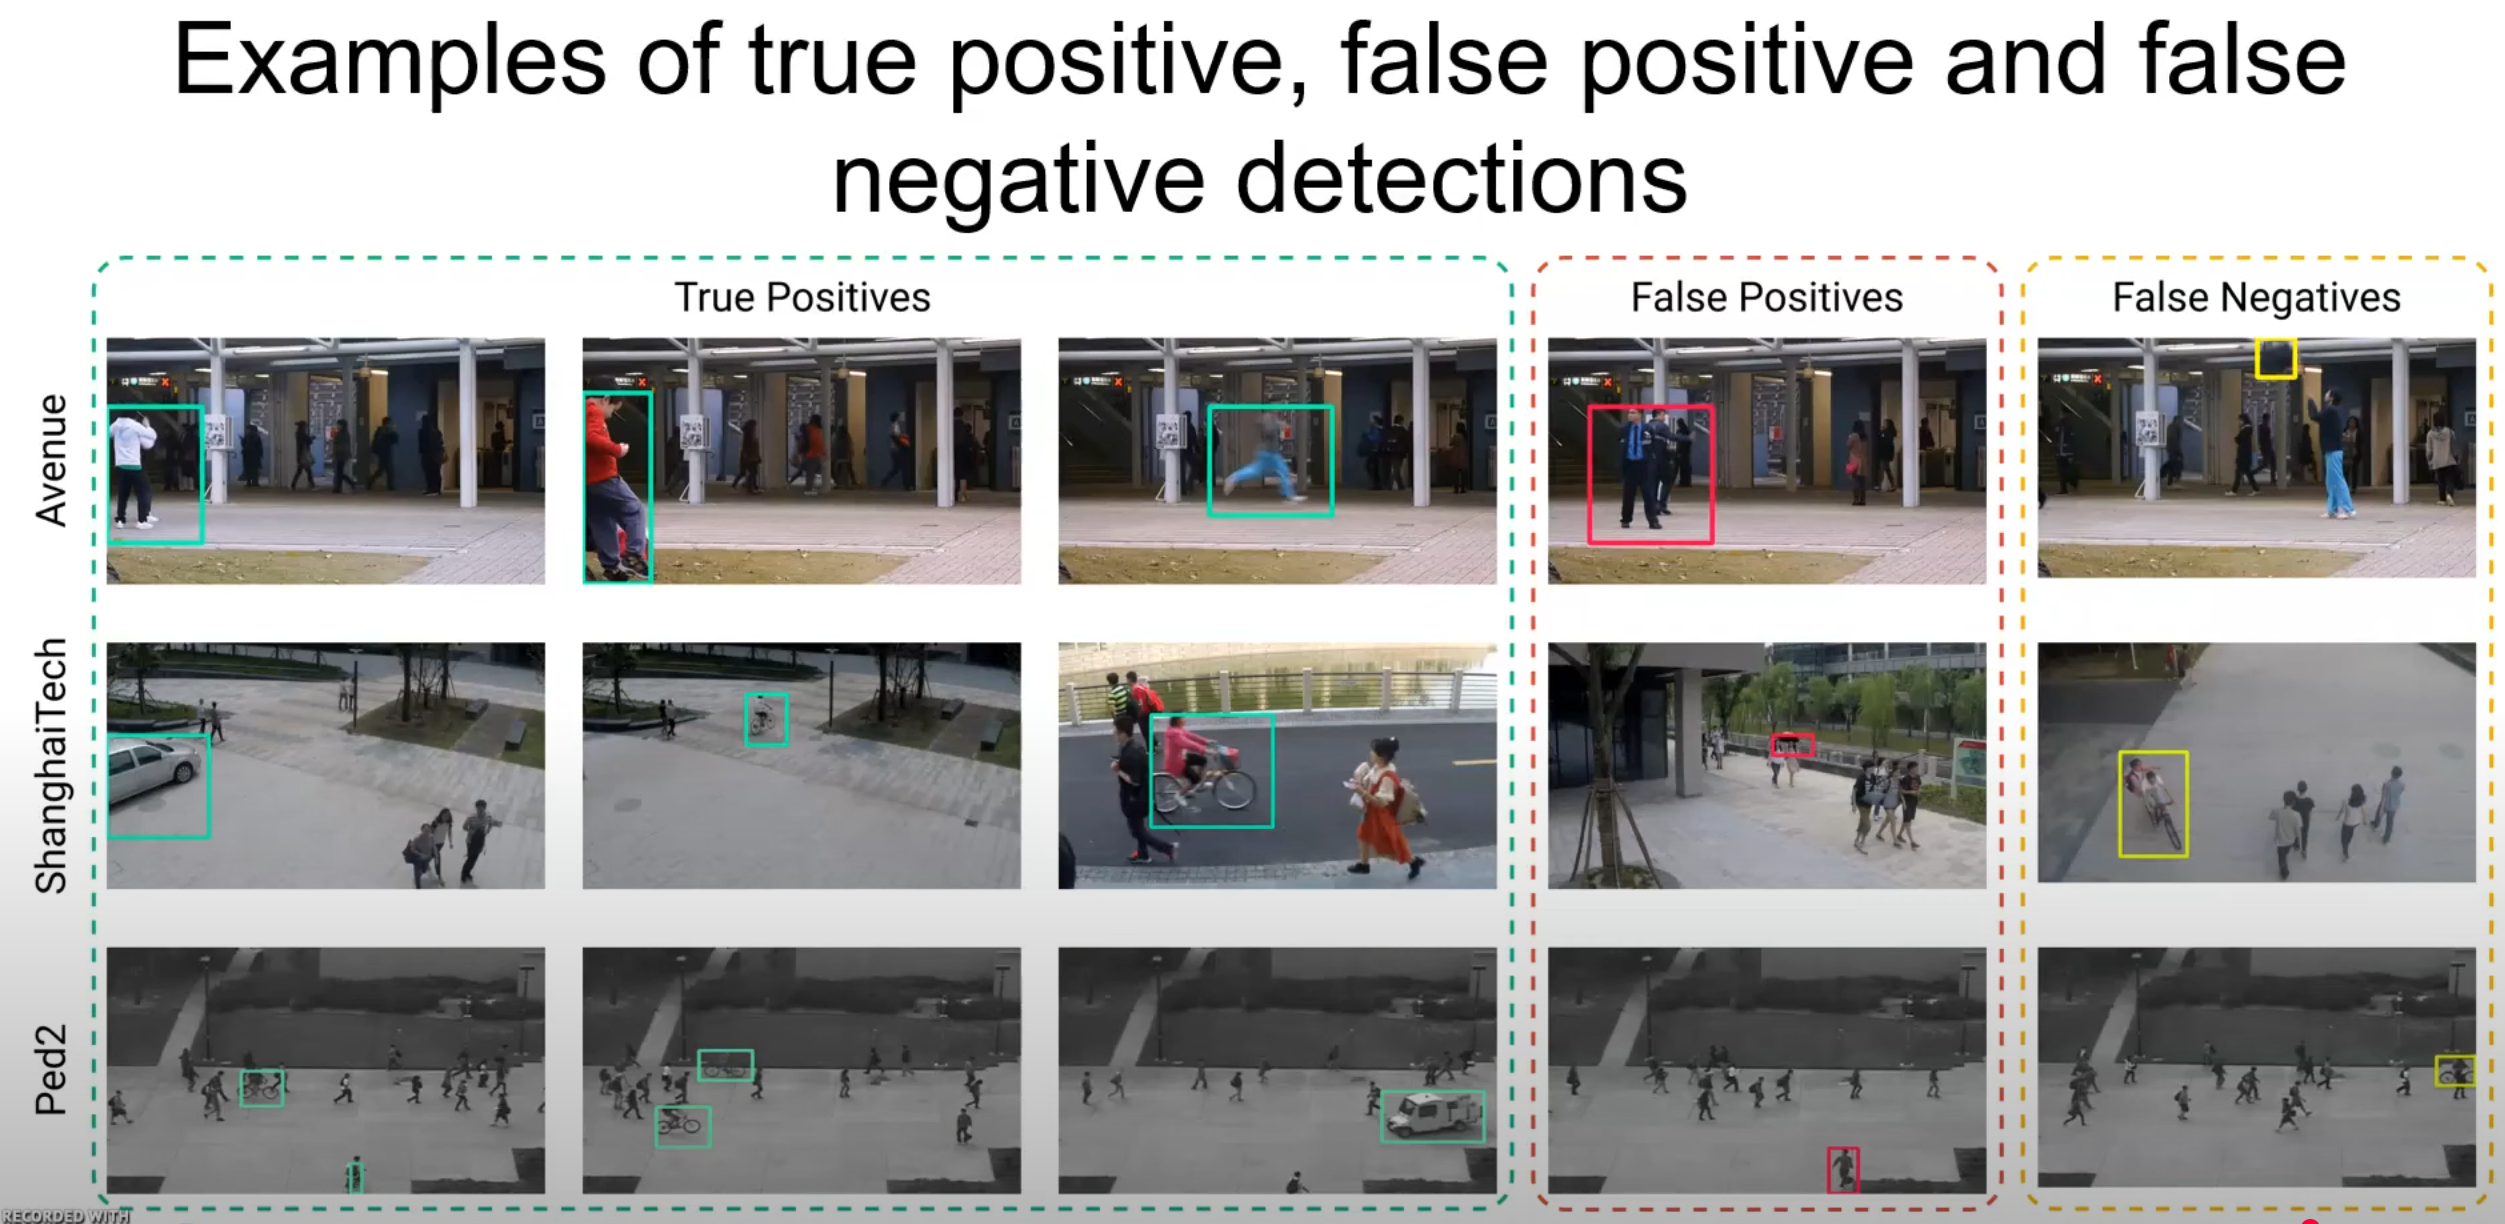 Examples of true positive, false positive and false
negative detections
True Positives
False Positives
False Negatives
Avenue
ShanghaiTech
Ped2
RECORDED WITH